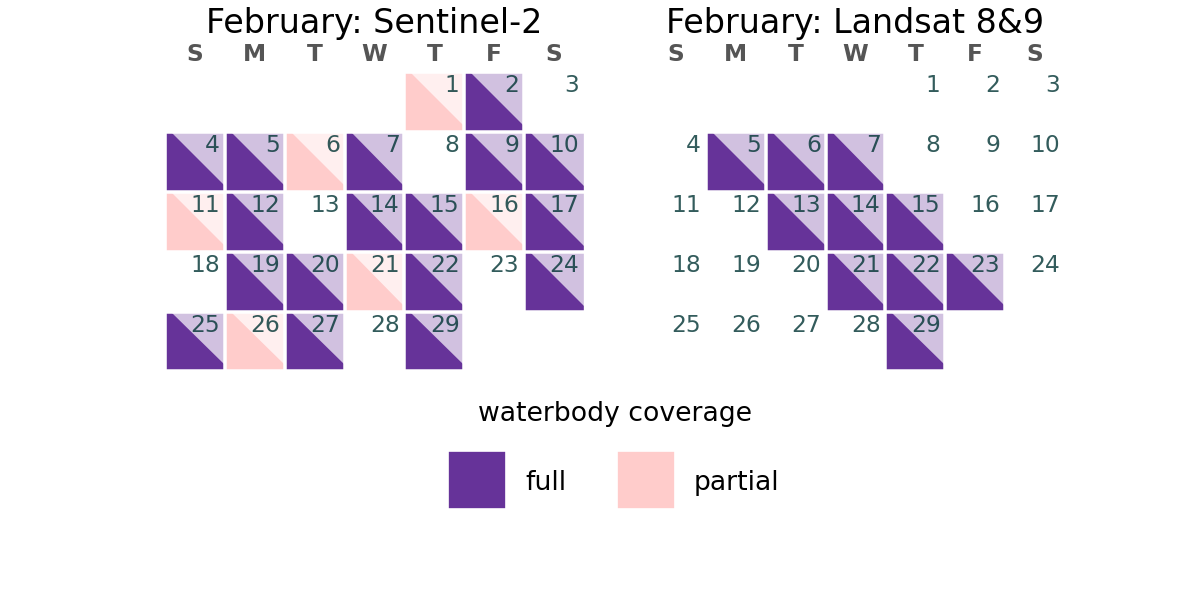 February: Sentinel-2
S M T W T F S
1 2 3
4 5 6 7 8 9 10
11 12 13 14 15 16 17
18 19 20 21 22 23 24
25 26 27 28 29
February: Landsat 8&9
S M T W T F S
1 2 3
4 5 6 7 8 9 10
11 12 13 14 15 16 17
18 19 20 21 22 23 24
25 26 27 28 29
waterbody coverage
full partial